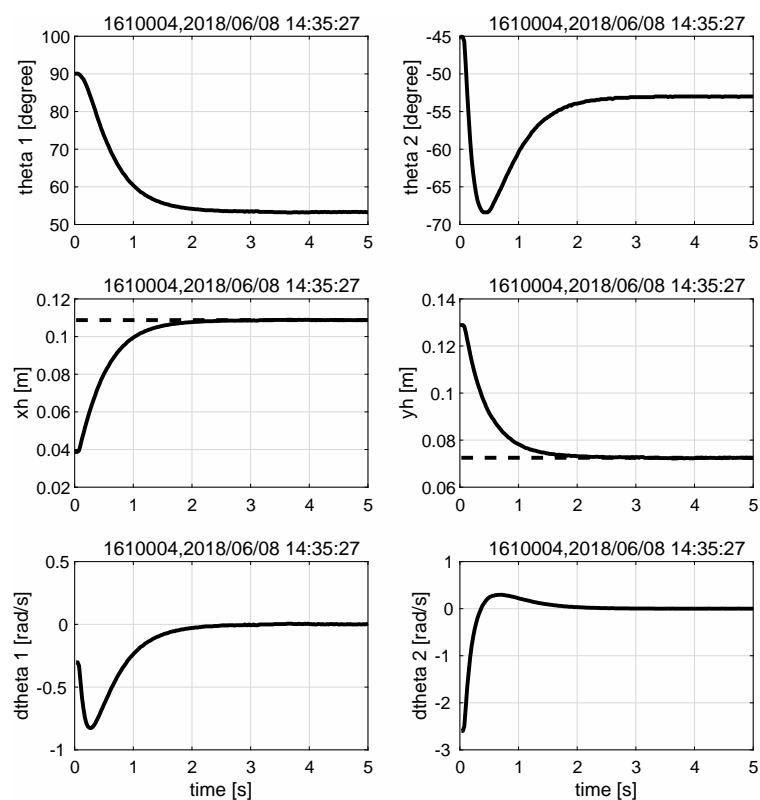 1610004,2018/06/08 14:35:27
100
90
80
70
60
50
theta 1 [degree]
0 1 2 3 4 5
1610004,2018/06/08 14:35:27
-45
-50
-55
-60
-65
-70
theta 2 [degree]
0 1 2 3 4 5
1610004,2018/06/08 14:35:27
0.12
0.1
0.08
0.06
0.04
0.02
xh [m]
0 1 2 3 4 5
1610004,2018/06/08 14:35:27
0.14
0.12
0.1
0.08
0.06
yh [m]
0 1 2 3 4 5
1610004,2018/06/08 14:35:27
0.5
0
-0.5
-1
dtheta 1 [rad/s]
0 1 2 3 4 5
time [s]
1610004,2018/06/08 14:35:27
1
0
-1
-2
-3
dtheta 2 [rad/s]
0 1 2 3 4 5
time [s]